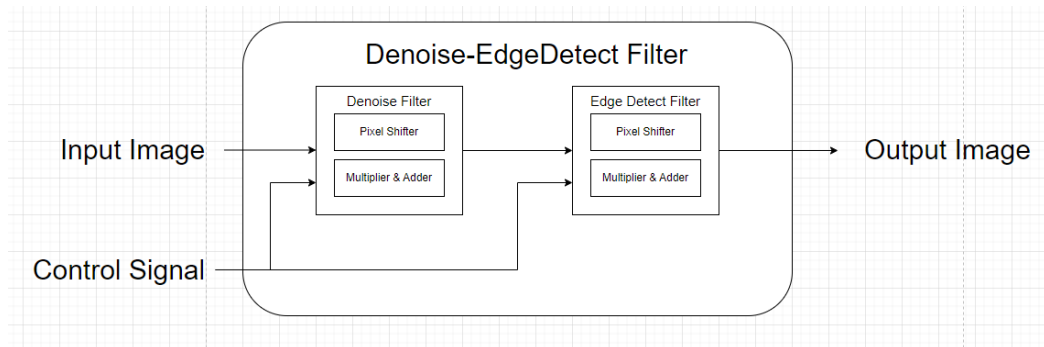 Denoise-EdgeDetect Filter
Denoise Filter
Pixel Shifter
Multiplier & Adder
Edge Detect Filter
Pixel Shifter
Multiplier & Adder
Input Image
Output Image
Control Signal